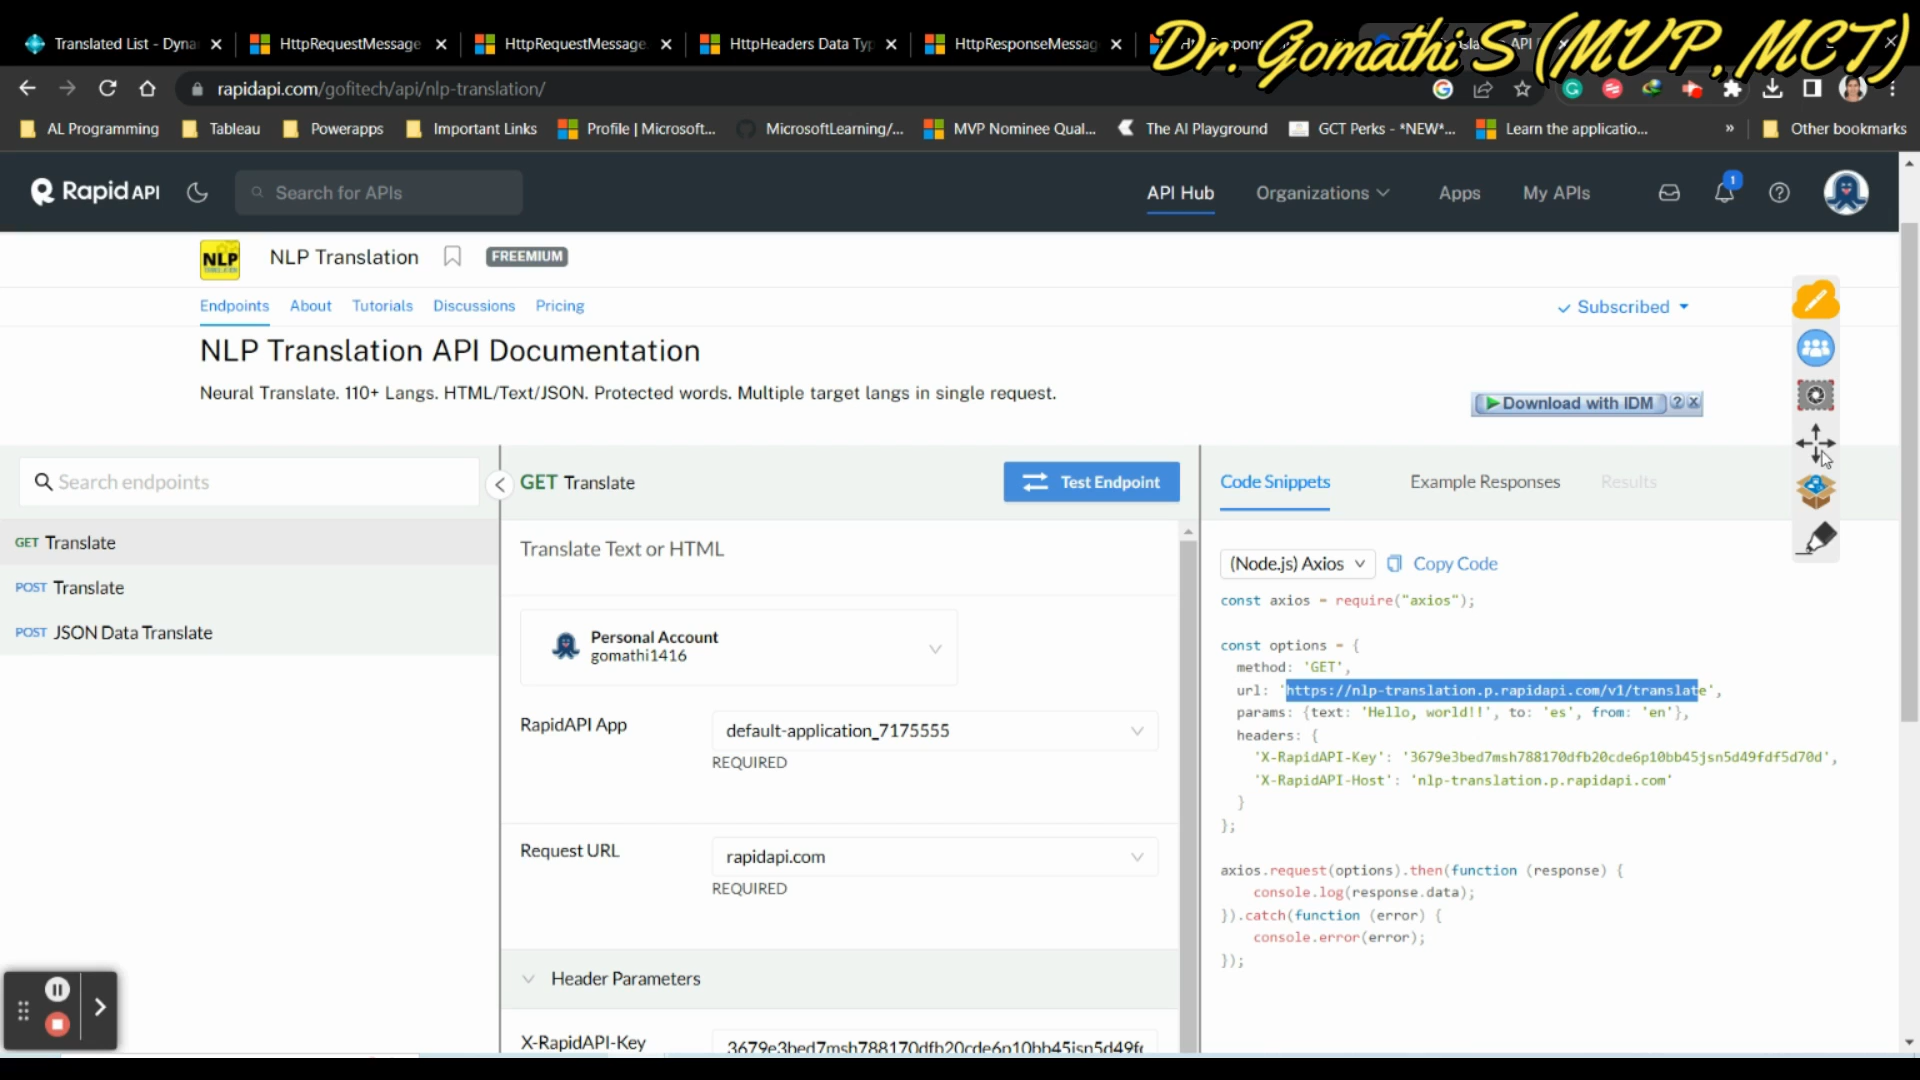 Dr. Gomathi S (MVP, MCT)
Translated List - Dyna
HttpRequestMessage
HttpRequestMessage.
HttpHeaders Data Typ
HttpResponseMessag
rapidapi.com/gofitech/api/nlp-translation/
AL Programming
Tableau
Powerapps
Important Links
Profile | Microsoft...
MicrosoftLearning/...
MVP Nominee Qual...
The AI Playground
GCT Perks - *NEW*...
Learn the applicatio...
»
Other bookmarks
Rapid API
Search for APIs
API Hub
Organizations
Apps
My APIs
1
NLP
NLP Translation
FREEMIUM
Endpoints
About
Tutorials
Discussions
Pricing
Subscribed
NLP Translation API Documentation
Neural Translate. 110+ Langs. HTML/Text/JSON. Protected words. Multiple target langs in single request.
Download with IDM
Search endpoints
GET Translate
POST Translate
POST JSON Data Translate
GET Translate
Test Endpoint
Translate Text or HTML
Personal Account
gomathi1416
RapidAPI App
default-application_7175555
REQUIRED
Request URL
rapidapi.com
REQUIRED
Header Parameters
X-RapidAPI-Key
3679e3bed7msh788170dfb20cde6p10bb45jsn5d49f
Code Snippets
Example Responses
Results
(Node.js) Axios
Copy Code
const axios = require("axios");
const options = {
method: 'GET',
url: 'https://nlp-translation.p.rapidapi.com/v1/translate',
params: {text: 'Hello, world!!', to: 'es', from: 'en'},
headers: {
'X-RapidAPI-Key': '3679e3bed7msh788170dfb20cde6p10bb45jsn5d49fdf5d70d',
'X-RapidAPI-Host': 'nlp-translation.p.rapidapi.com'
}
};
axios.request(options).then(function (response) {
console.log(response.data);
}).catch(function (error) {
console.error(error);
});